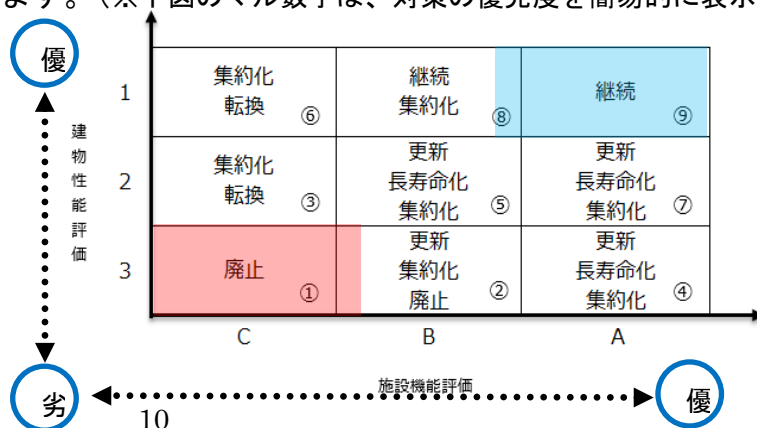 ます。(※下図のマル数字は、対策の優先度を簡易的に表示
優
1
集約化
転換
⑥
継続
集約化
⑧
継続
⑨
建物性能評価
2
集約化
転換
③
更新
長寿命化
集約化
⑤
更新
長寿命化
集約化
⑦
3
廃止
①
更新
集約化
廃止
②
更新
長寿命化
集約化
④
C
B
A
施設機能評価
劣
優
10